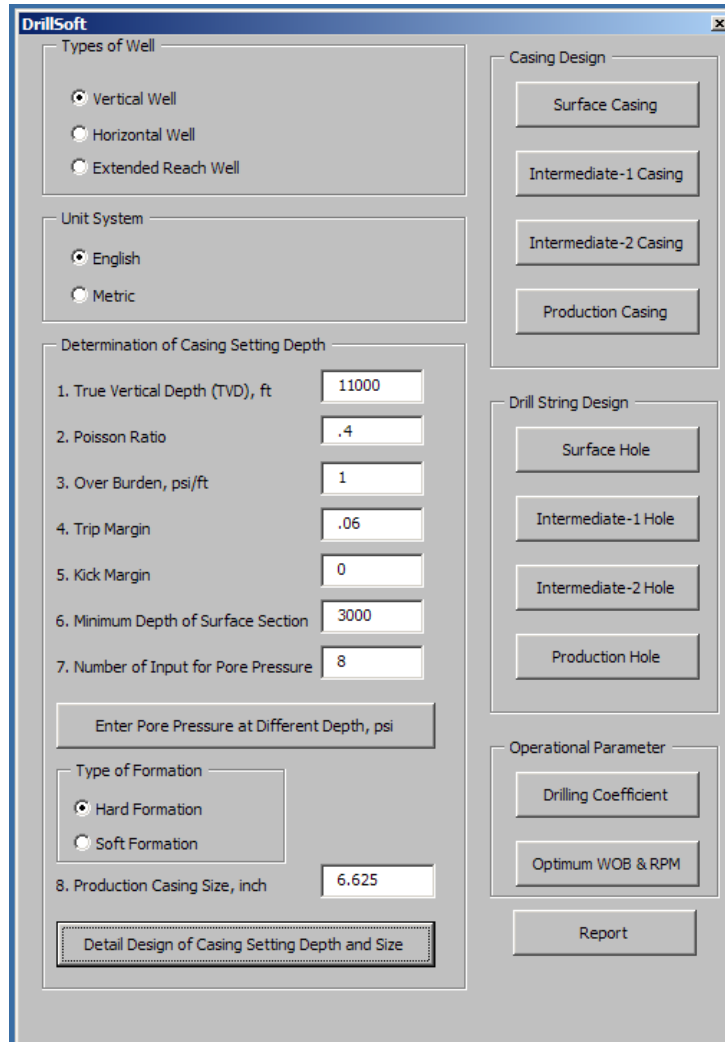 DrillSoft
Types of Well
Vertical Well
Horizontal Well
Extended Reach Well
Unit System
English
Metric
Determination of Casing Setting Depth
1. True Vertical Depth (TVD), ft 11000
2. Poisson Ratio .4
3. Over Burden, psi/ft 1
4. Trip Margin .06
5. Kick Margin 0
6. Minimum Depth of Surface Section 3000
7. Number of Input for Pore Pressure 8
Enter Pore Pressure at Different Depth, psi
Type of Formation
Hard Formation
Soft Formation
8. Production Casing Size, inch 6.625
Detail Design of Casing Setting Depth and Size
Casing Design
Surface Casing
Intermediate-1 Casing
Intermediate-2 Casing
Production Casing
Drill String Design
Surface Hole
Intermediate-1 Hole
Intermediate-2 Hole
Production Hole
Operational Parameter
Drilling Coefficient
Optimum WOB & RPM
Report